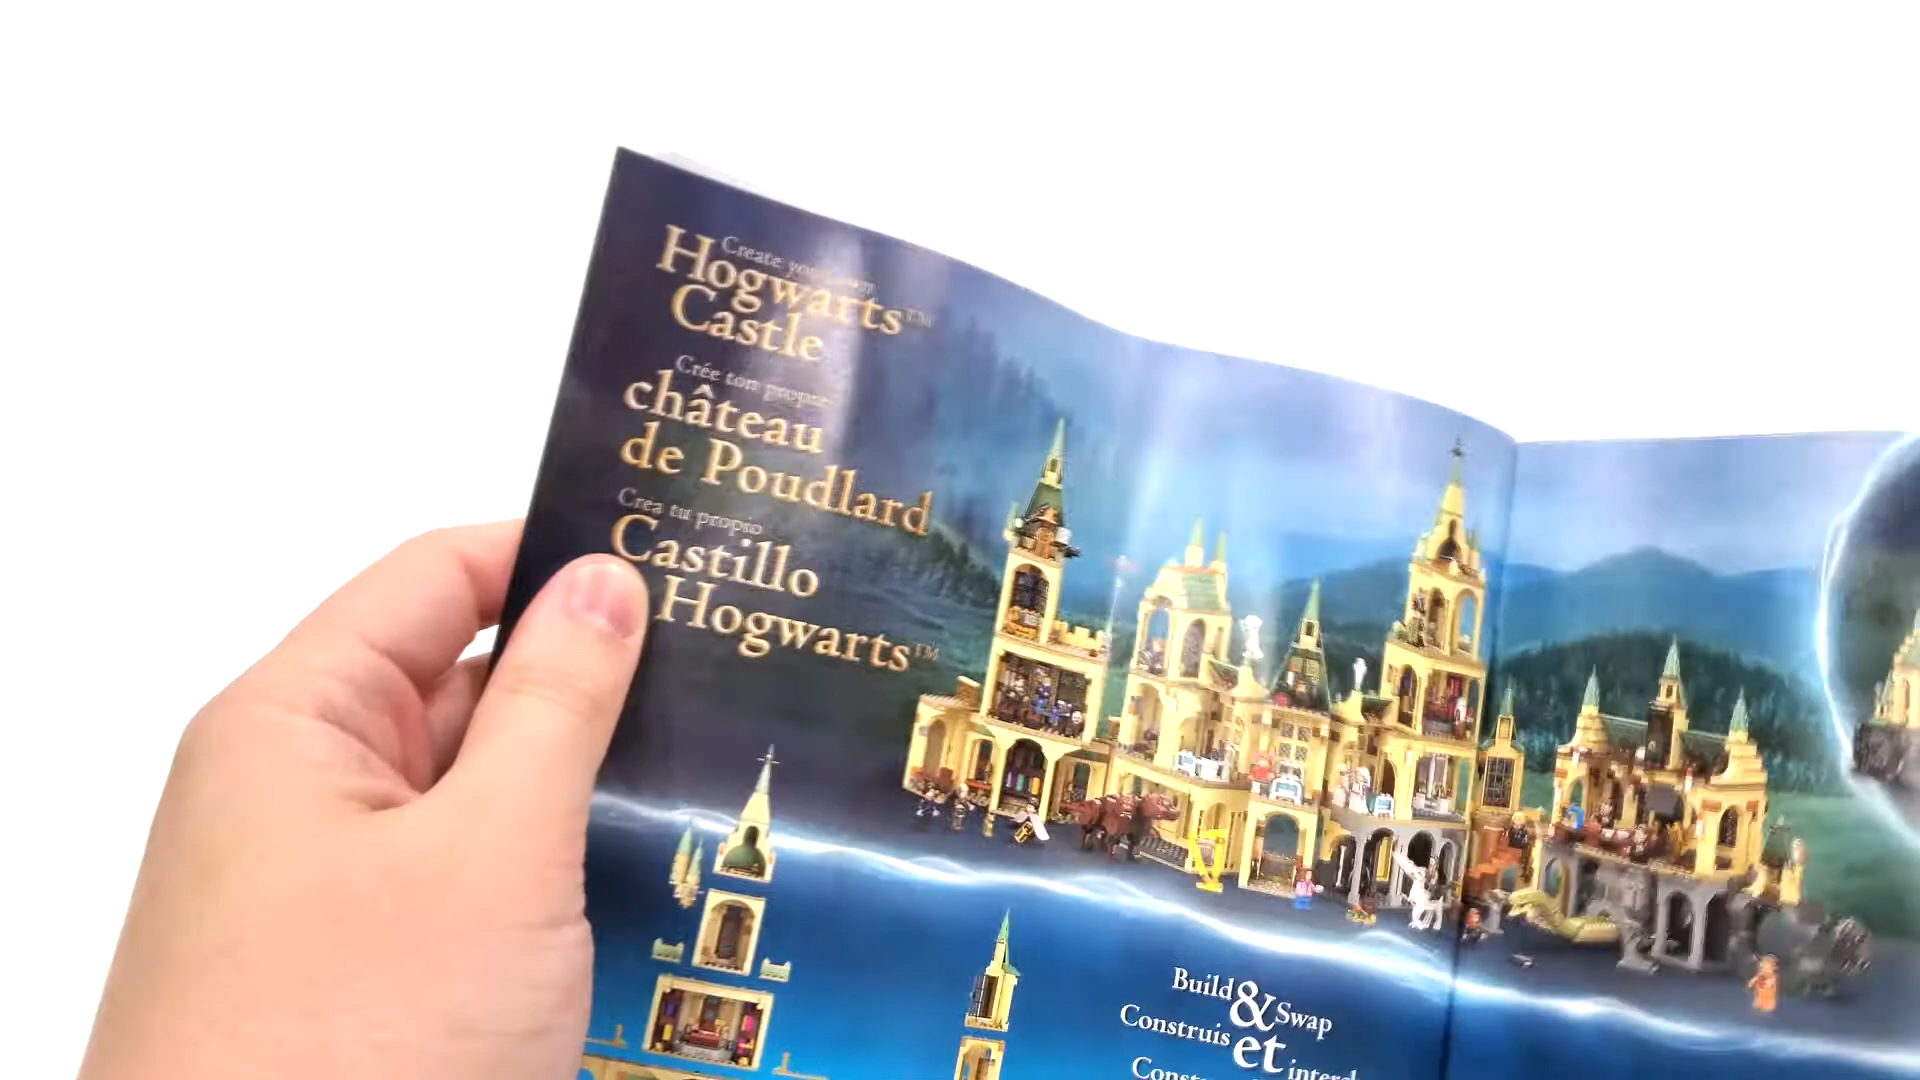 Create your own
Hogwarts™
Castle
Crée ton propre
château
de Poudlard
Crea tu propio
Castillo
Hogwarts™
Build & Swap
Construis et